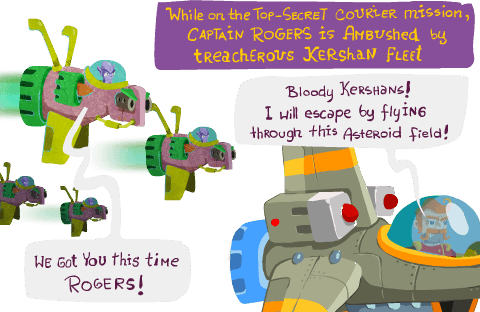 While on the Top-Secret courier mission,
Captain Rogers is Ambushed by
treacherous Kershan Fleet
Bloody Kershans!
I will escape by flying
through this Asteroid field!
We got You this time
Rogers!